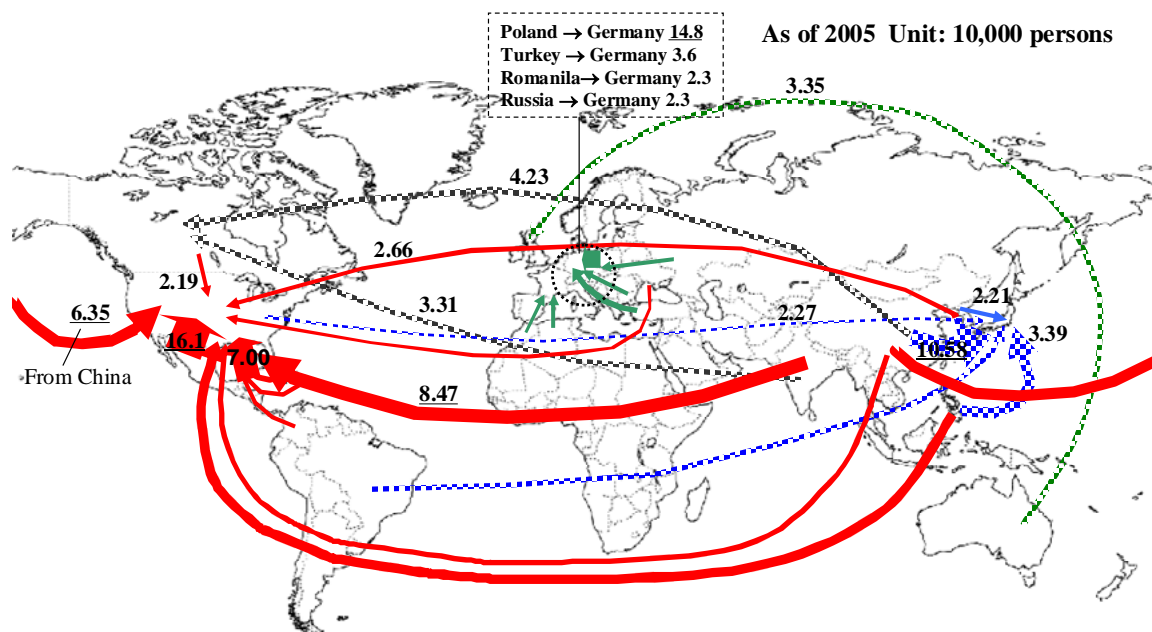 Poland → Germany 14.8
Turkey → Germany 3.6
Romanila→ Germany 2.3
Russia → Germany 2.3
As of 2005 Unit: 10,000 persons
3.35
4.23
2.66
2.19
6.35
3.31
2.27
2.21
3.39
16.1
7.00
10.58
From China
8.47